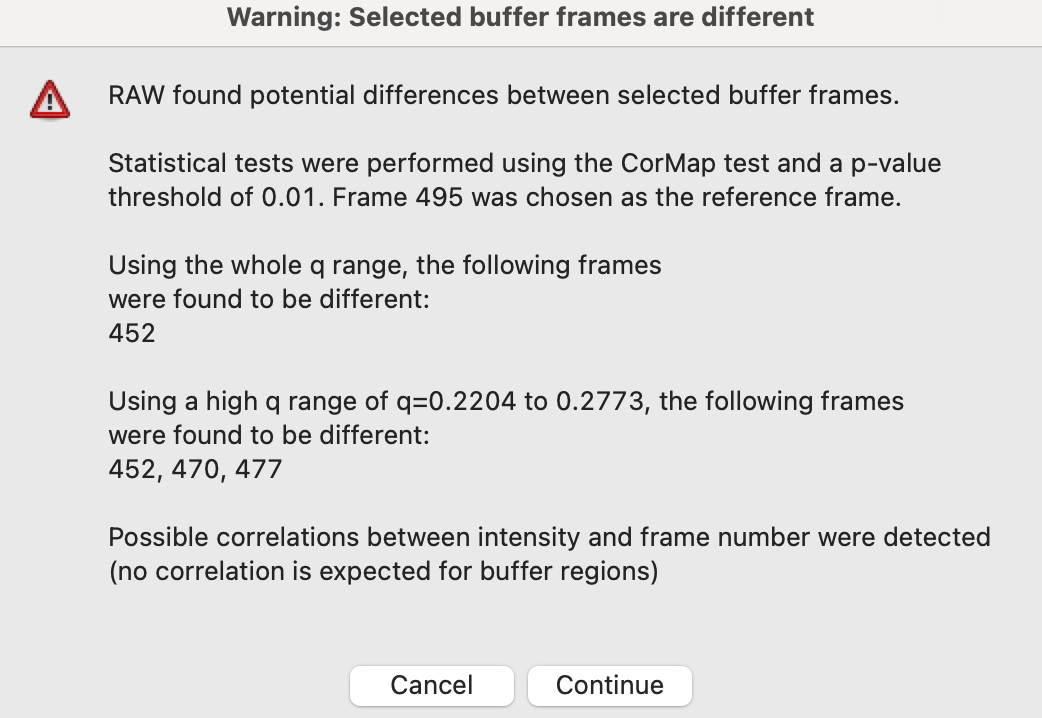 Warning: Selected buffer frames are different
RAW found potential differences between selected buffer frames.
Statistical tests were performed using the CorMap test and a p-value
threshold of 0.01. Frame 495 was chosen as the reference frame.
Using the whole q range, the following frames
were found to be different:
452
Using a high q range of q=0.2204 to 0.2773, the following frames
were found to be different:
452, 470, 477
Possible correlations between intensity and frame number were detected
(no correlation is expected for buffer regions)
Cancel
Continue